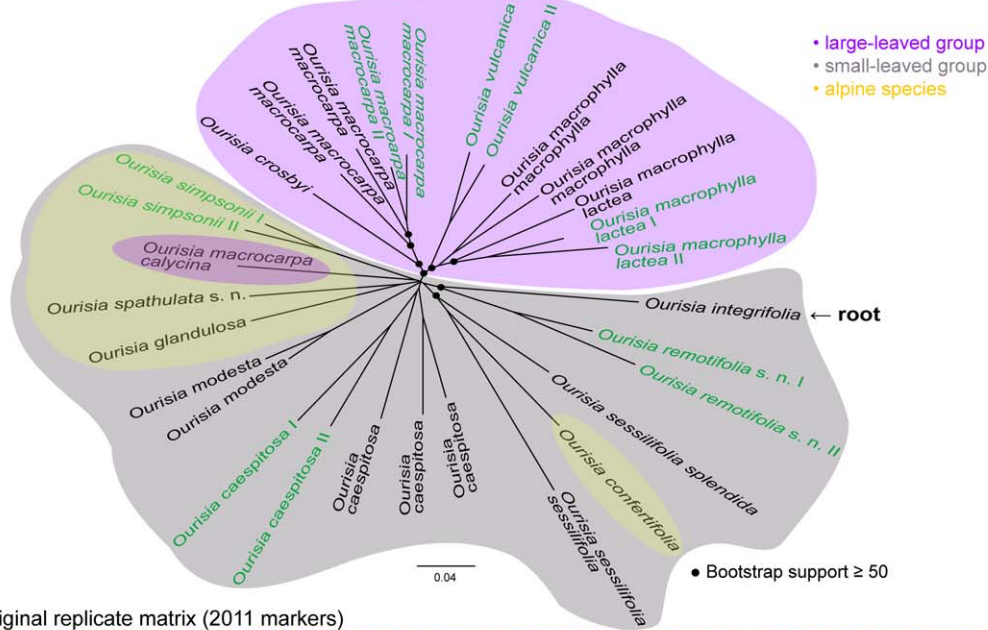 • large-leaved group
• small-leaved group
• alpine species
Ourisia vulcanica I
Ourisia vulcanica II
Ourisia macrocarpa
macrocarpa I
Ourisia macroarpa
macrocarpa II
Ourisia macrocarpa
macrocarpa
Ourisia macrocarpa
macrocarpa
Ourisia crosbyi
Ourisia macrophylla
macrophylla
Ourisia macrophylla
macrophylla
Ourisia macrophylla
lactea
Ourisia macrophylla
lactea I
Ourisia macrophylla
lactea II
Ourisia simpsonii I
Ourisia simpsonii II
Ourisia macrocarpa
calycina
Ourisia spathulata s. n.
Ourisia glandulosa
Ourisia modesta
Ourisia modesta
Ourisia caespitosa I
Ourisia caespitosa II
Ourisia
caespitosa
Ourisia
caespitosa
Ourisia
caespitosa
Ourisia sessilifolia
sessilifolia
Ourisia confertifolia
Ourisia sessilifolia splendida
Ourisia remotifolia s. n. II
Ourisia remotifolia s. n. I
Ourisia integrifolia ← root
0.04
● Bootstrap support ≥ 50
iginal replicate matrix (2011 markers)